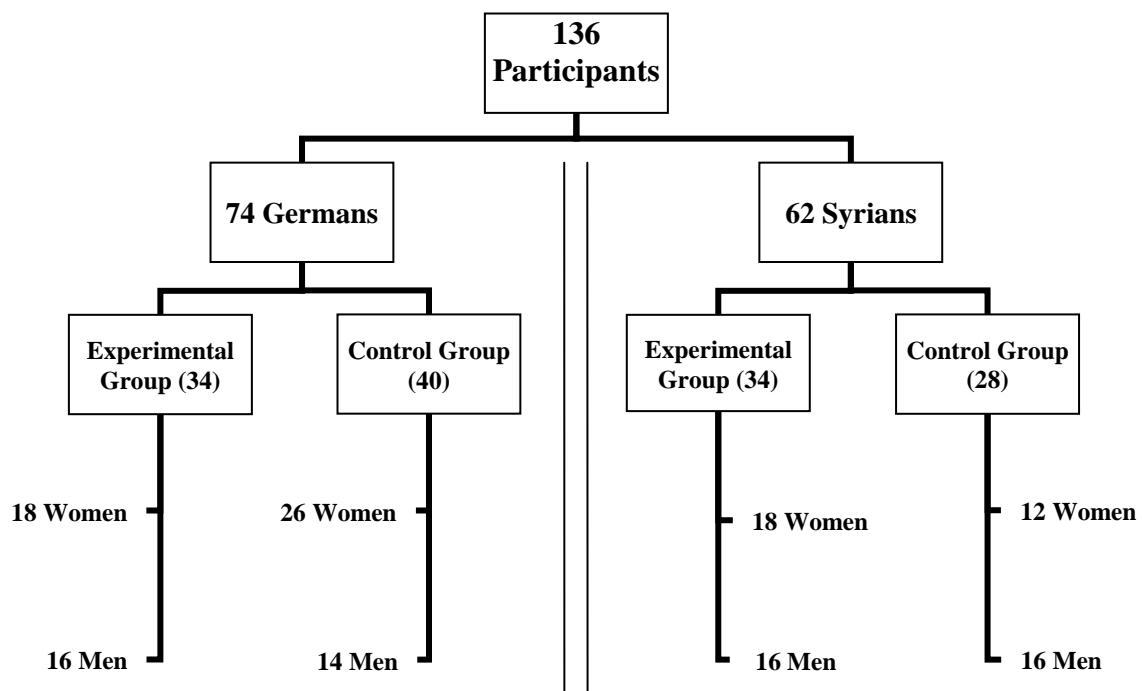 136
Participants
74 Germans
62 Syrians
Experimental
Group (34)
Control Group
(40)
Experimental
Group (34)
Control Group
(28)
18 Women
26 Women
18 Women
12 Women
16 Men
14 Men
16 Men
16 Men